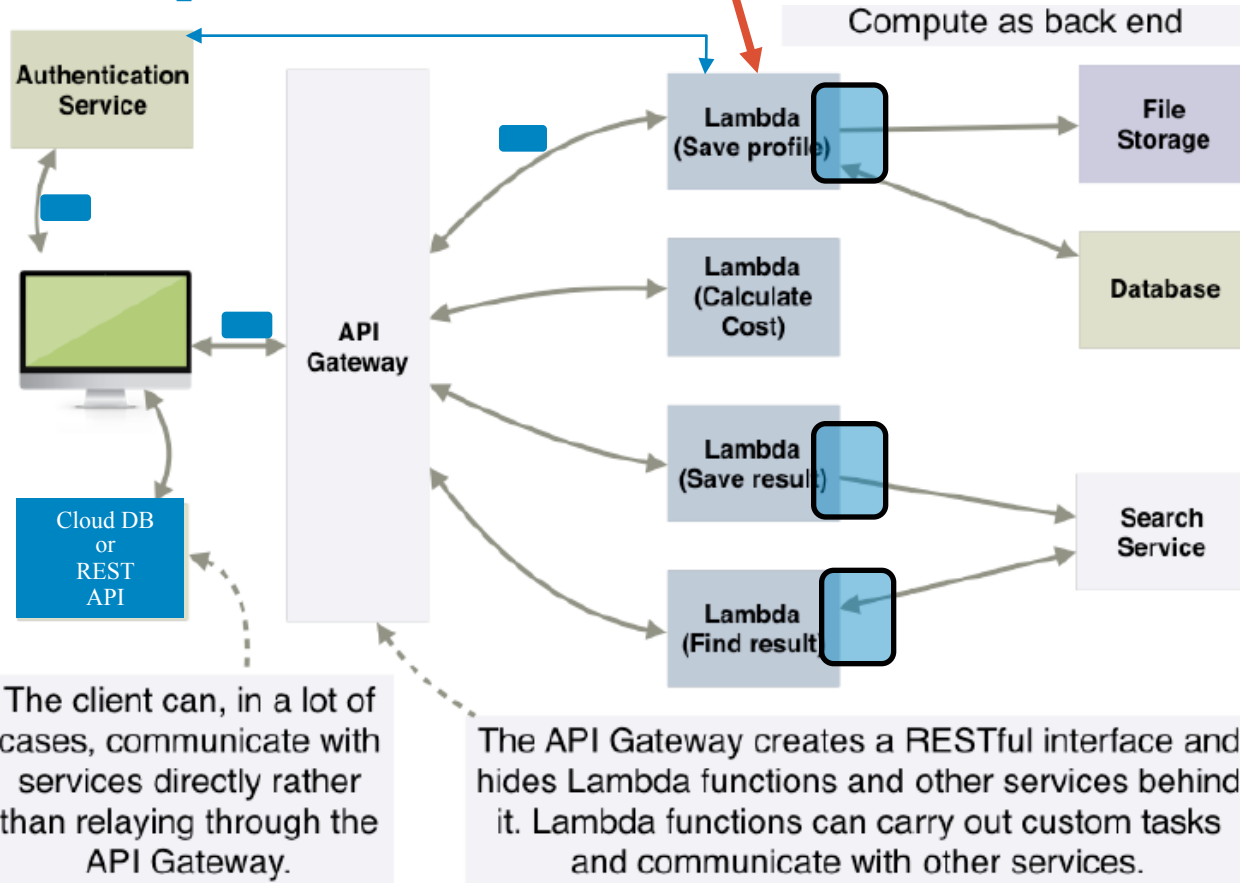 Compute as back end
Authentication
Service
Lambda
(Save profile)
File
Storage
Lambda
(Calculate
Cost)
Database
API
Gateway
Lambda
(Save result)
Search
Service
Cloud DB
or
REST
API
Lambda
(Find result)
The client can, in a lot of
cases, communicate with
services directly rather
than relaying through the
API Gateway.
The API Gateway creates a RESTful interface and
hides Lambda functions and other services behind
it. Lambda functions can carry out custom tasks
and communicate with other services.